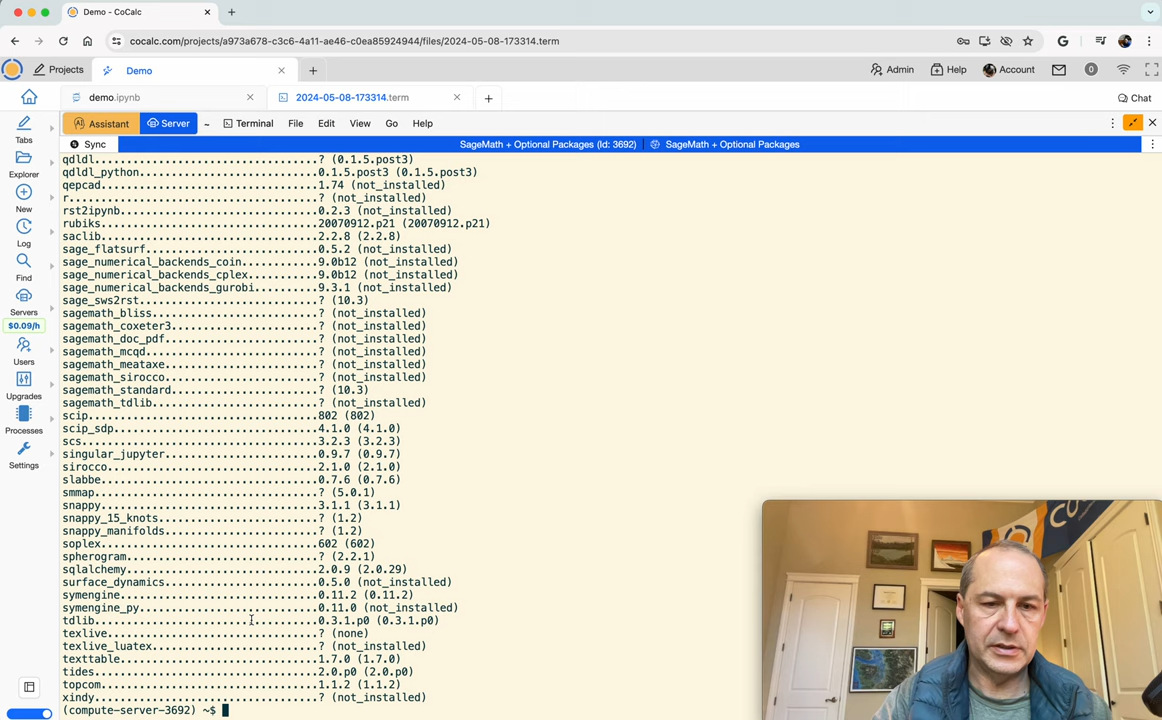 Demo - CoCalc
cocalc.com/projects/a973a678-c3c6-4a11-ae46-c0ea85924944/files/2024-05-08-173314.term
Projects
Demo
Admin
Help
Account
0
demo.ipynb
2024-05-08-173314.term
Chat
Tabs
Explorer
New
Log
Find
Servers
$0.09/h
Users
Upgrades
Processes
Settings
Assistant
Server
Terminal
File
Edit
View
Go
Help
Sync
SageMath + Optional Packages (Id: 3692)
SageMath + Optional Packages
qdldl...................................? (0.1.5.post3)
qdldl_python............................0.1.5.post3 (0.1.5.post3)
qepcad..................................1.74 (not_installed)
r.......................................? (not_installed)
rst2ipynb...............................0.2.3 (not_installed)
rubiks..................................20070912.p21 (20070912.p21)
saclib..................................2.2.8 (2.2.8)
sage_flatsurf...........................0.5.2 (not_installed)
sage_numerical_backends_coin............9.0b12 (not_installed)
sage_numerical_backends_cplex...........9.0b12 (not_installed)
sage_numerical_backends_gurobi..........9.3.1 (not_installed)
sage_sws2rst............................? (10.3)
sagemath_bliss..........................? (not_installed)
sagemath_coxeter3.......................? (not_installed)
sagemath_doc_pdf........................? (not_installed)
sagemath_mcqd...........................? (not_installed)
sagemath_meataxe........................? (not_installed)
sagemath_sirocco........................? (not_installed)
sagemath_standard.......................? (10.3)
sagemath_tdlib..........................? (not_installed)
scip....................................802 (802)
scip_sdp................................4.1.0 (4.1.0)
scs.....................................3.2.3 (3.2.3)
singular_jupyter........................0.9.7 (0.9.7)
sirocco.................................2.1.0 (2.1.0)
slabbe..................................0.7.6 (0.7.6)
smmap...................................? (5.0.1)
snappy..................................3.1.1 (3.1.1)
snappy_15_knots.........................? (1.2)
snappy_manifolds........................? (1.2)
soplex..................................602 (602)
spherogram..............................? (2.2.1)
sqlalchemy..............................2.0.9 (2.0.29)
surface_dynamics........................0.5.0 (not_installed)
symengine...............................0.11.2 (0.11.2)
symengine_py............................0.11.0 (not_installed)
tdlib...................................0.3.1.p0 (0.3.1.p0)
texlive.................................? (none)
texlive_luatex..........................? (not_installed)
texttable...............................1.7.0 (1.7.0)
tides...................................2.0.p0 (2.0.p0)
topcom..................................1.1.2 (1.1.2)
xindy...................................? (not_installed)
(compute-server-3692) ~$